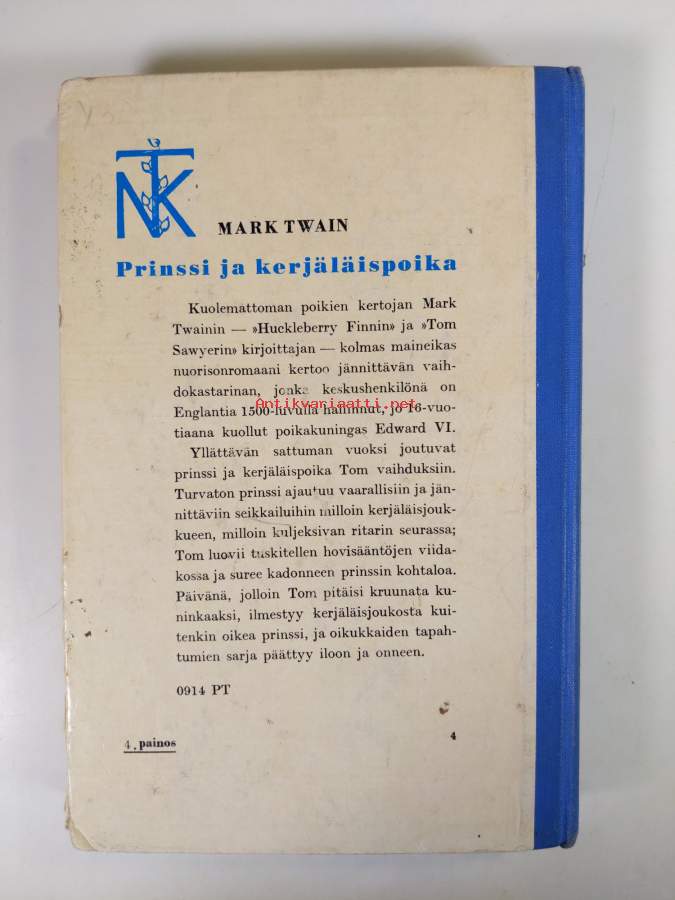 NTK
MARK TWAIN
Prinssi ja kerjäläispoika
Kuolemattoman poikien kertojan Mark
Twainin — »Huckleberry Finnin» ja »Tom
Sawyerin» kirjoittajan — kolmas maineikas
nuorisonromaani kertoo jännittävän vaih-
dokastarinan, jonka keskushenkilönä on
Antikvariaatti.net
Englantia 1500-luvulla hallinnut, jo 16-vuo-
tiaana kuollut poikakuningas Edward VI.
Yllättävän sattuman vuoksi joutuvat
prinssi ja kerjäläispoika Tom vaihduksiin.
Turvaton prinssi ajautuu vaarallisiin ja jän-
nittäviin seikkailuihin milloin kerjäläisjouk-
kueen, milloin kuljeksivan ritarin seurassa;
Tom luovii tuskitellen hovisääntöjen viida-
kossa ja suree kadonneen prinssin kohtaloa.
Päivänä, jolloin Tom pitäisi kruunata ku-
ninkaaksi, ilmestyy kerjäläisjoukosta kui-
tenkin oikea prinssi, ja oikukkaiden tapah-
tumien sarja päättyy iloon ja onneen.
0914 PT
4. painos
4